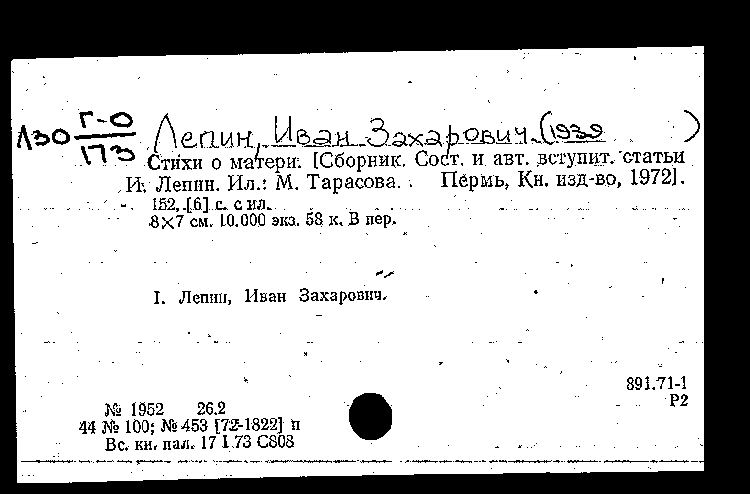 Л30 Г-О
173
Лепин, Иван Захарович (1939 )
Стихи о матери. [Сборник. Сост. и авт. вступит. статьи
И. Лепин. Ил.: М. Тарасова. Пермь, Кн. изд-во, 1972].
152, [6] с. с ил.
8×7 см. 10.000 экз. 58 к. В пер.
I. Лепин, Иван Захарович.
891.71-1
Р2
№ 1952 26.2
44 № 100; № 453 [72-1822] п
Вс. кн. пал. 17 I 73 С808